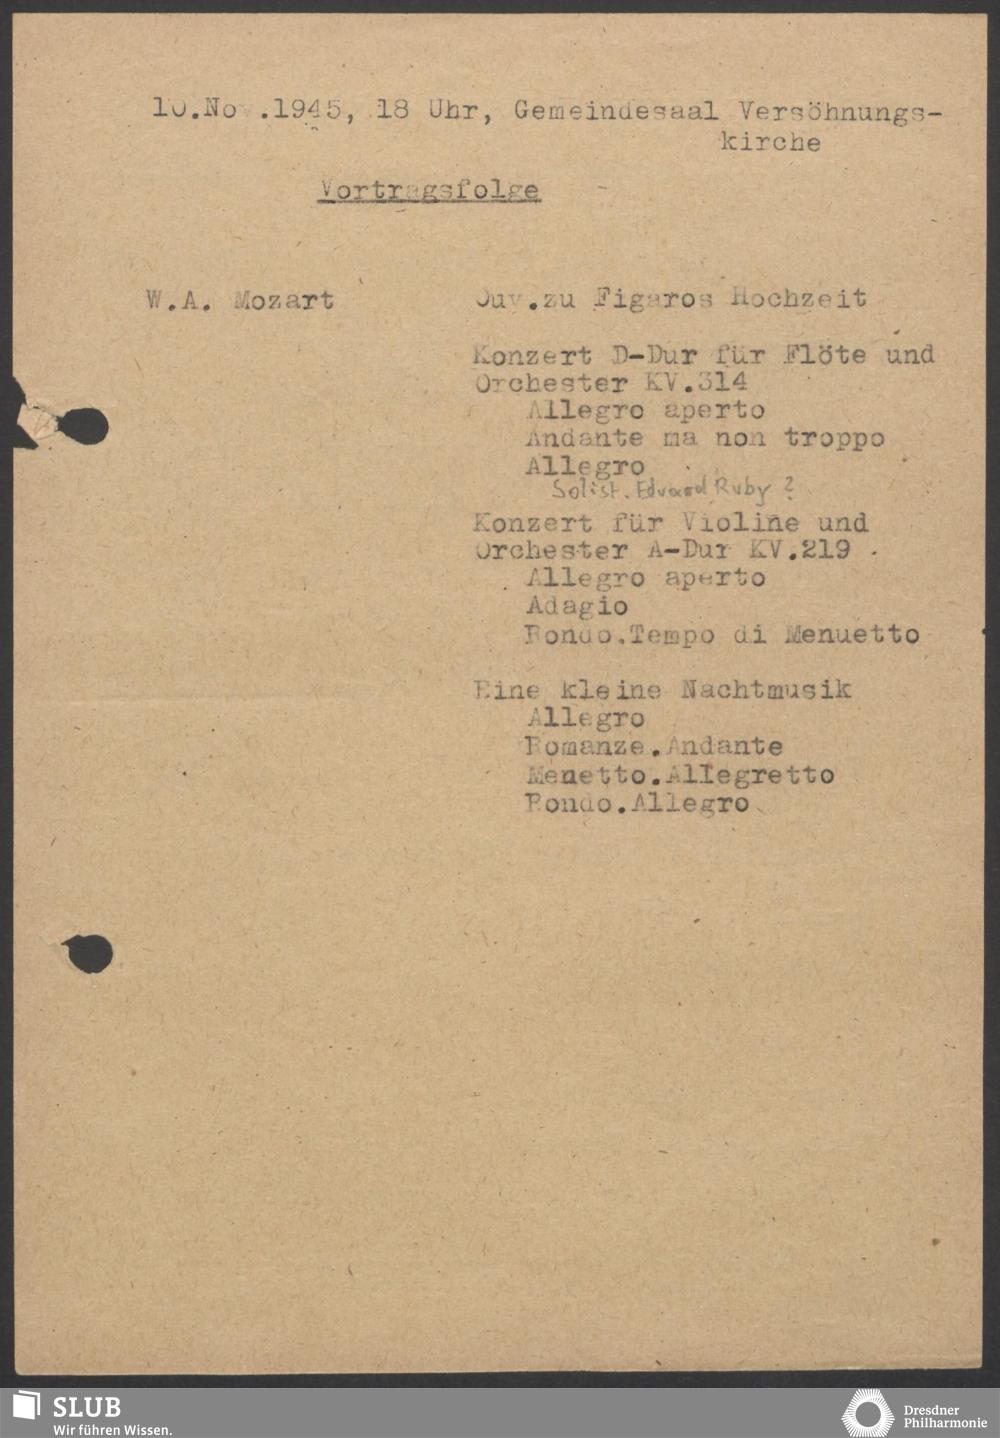 10.Nov.1945, 18 Uhr, Gemeindesaal Versöhnungs-
kirche
Vortragsfolge
W.A. Mozart
Ouv.zu Figaros Hochzeit
Konzert D-Dur für Flöte und
Orchester KV.314
Allegro aperto
Andante ma non troppo
Allegro
Solist. Eduard Ruby ?
Konzert für Violine und
Orchester A-Dur KV.219
Allegro aperto
Adagio
Rondo.Tempo di Menuetto
Eine kleine Nachtmusik
Allegro
Romanze.Andante
Menetto.Allegretto
Rondo.Allegro
SLUB
Wir führen Wissen.
Dresdner
Philharmonie